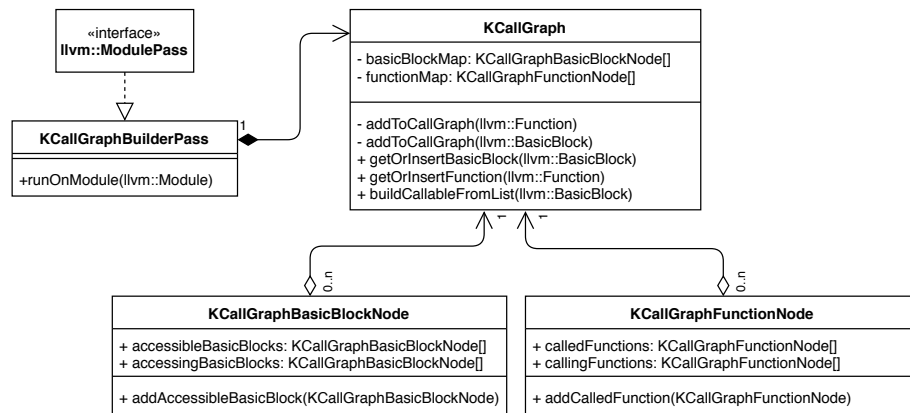 «interface»
llvm::ModulePass
KCallGraphBuilderPass
+runOnModule(llvm::Module)
1
KCallGraph
- basicBlockMap: KCallGraphBasicBlockNode[]
- functionMap: KCallGraphFunctionNode[]
- addToCallGraph(llvm::Function)
- addToCallGraph(llvm::BasicBlock)
+ getOrInsertBasicBlock(llvm::BasicBlock)
+ getOrInsertFunction(llvm::Function)
+ buildCallableFromList(llvm::BasicBlock)
1
1
0..n
0..n
KCallGraphBasicBlockNode
+ accessibleBasicBlocks: KCallGraphBasicBlockNode[]
+ accessingBasicBlocks: KCallGraphBasicBlockNode[]
+ addAccessibleBasicBlock(KCallGraphBasicBlockNode)
KCallGraphFunctionNode
+ calledFunctions: KCallGraphFunctionNode[]
+ callingFunctions: KCallGraphFunctionNode[]
+ addCalledFunction(KCallGraphFunctionNode)